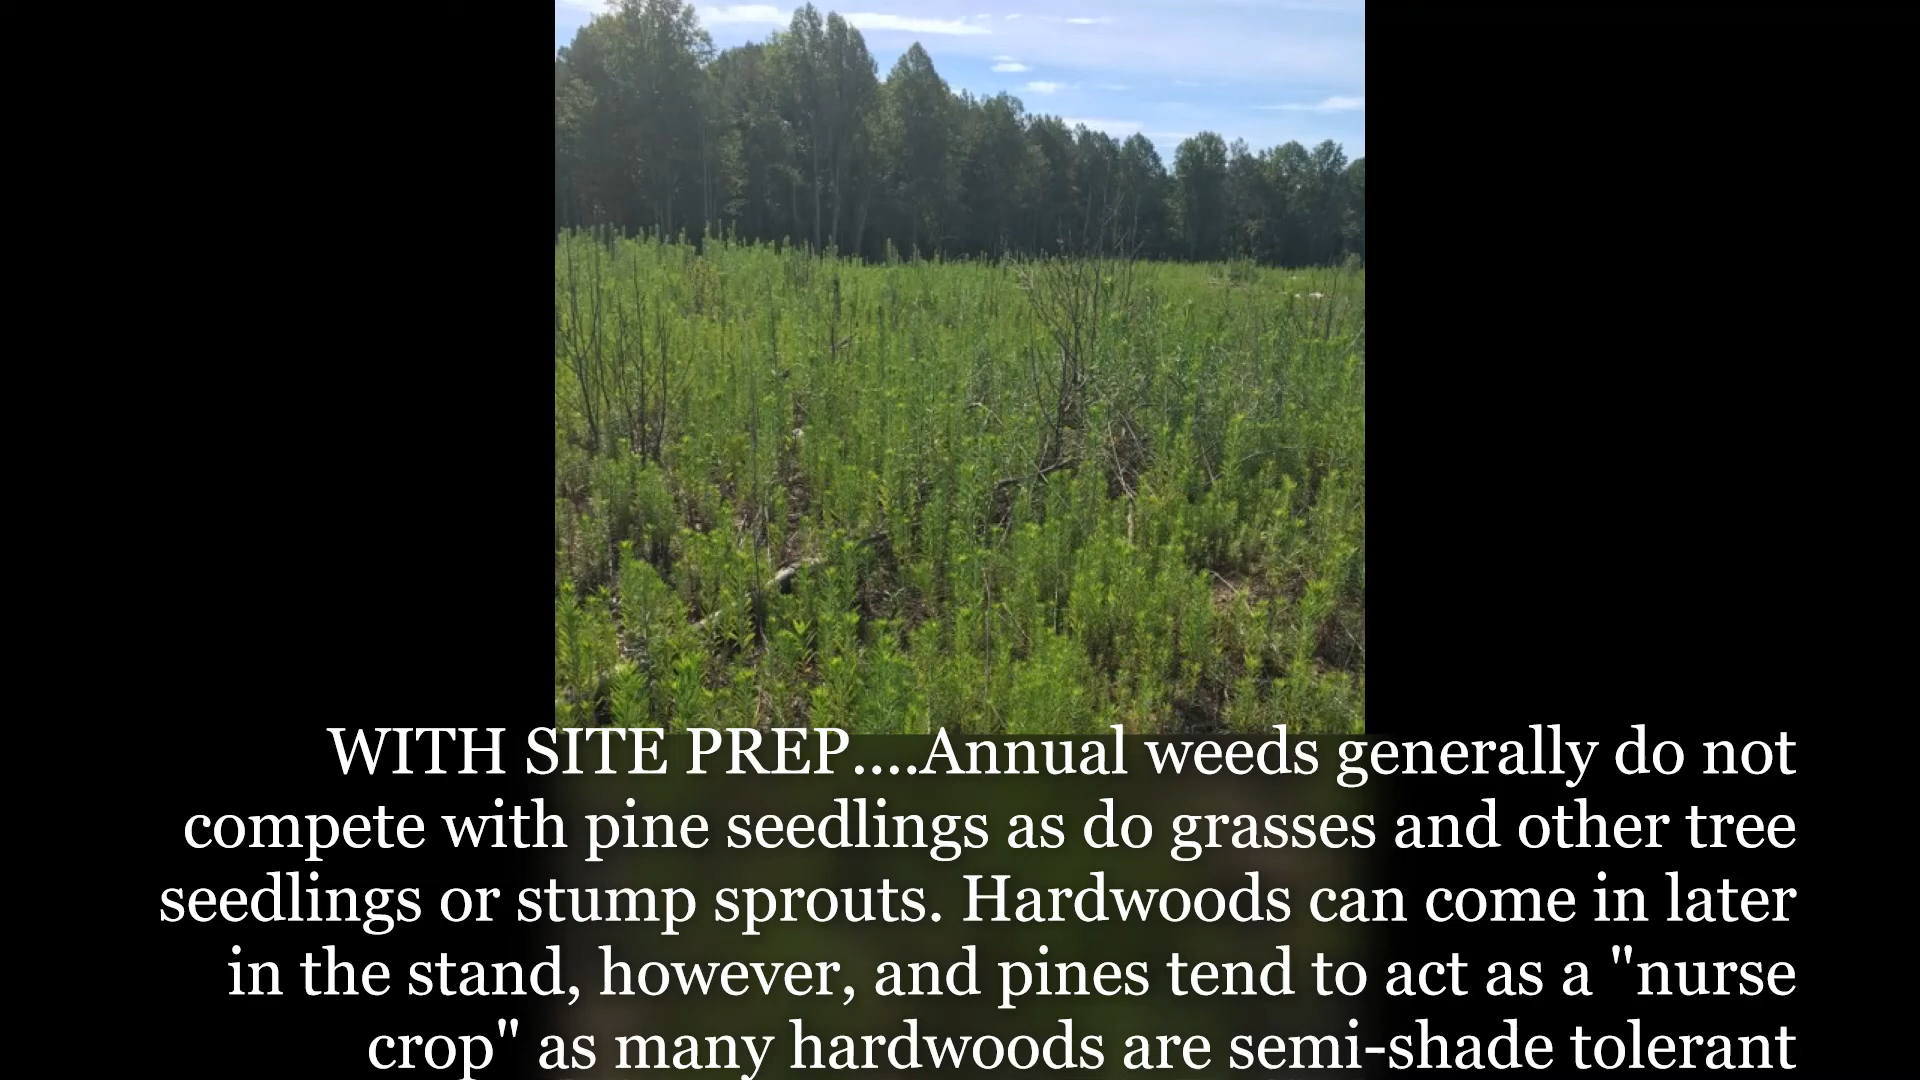 WITH SITE PREP....Annual weeds generally do not
compete with pine seedlings as do grasses and other tree
seedlings or stump sprouts. Hardwoods can come in later
in the stand, however, and pines tend to act as a "nurse
crop" as many hardwoods are semi-shade tolerant